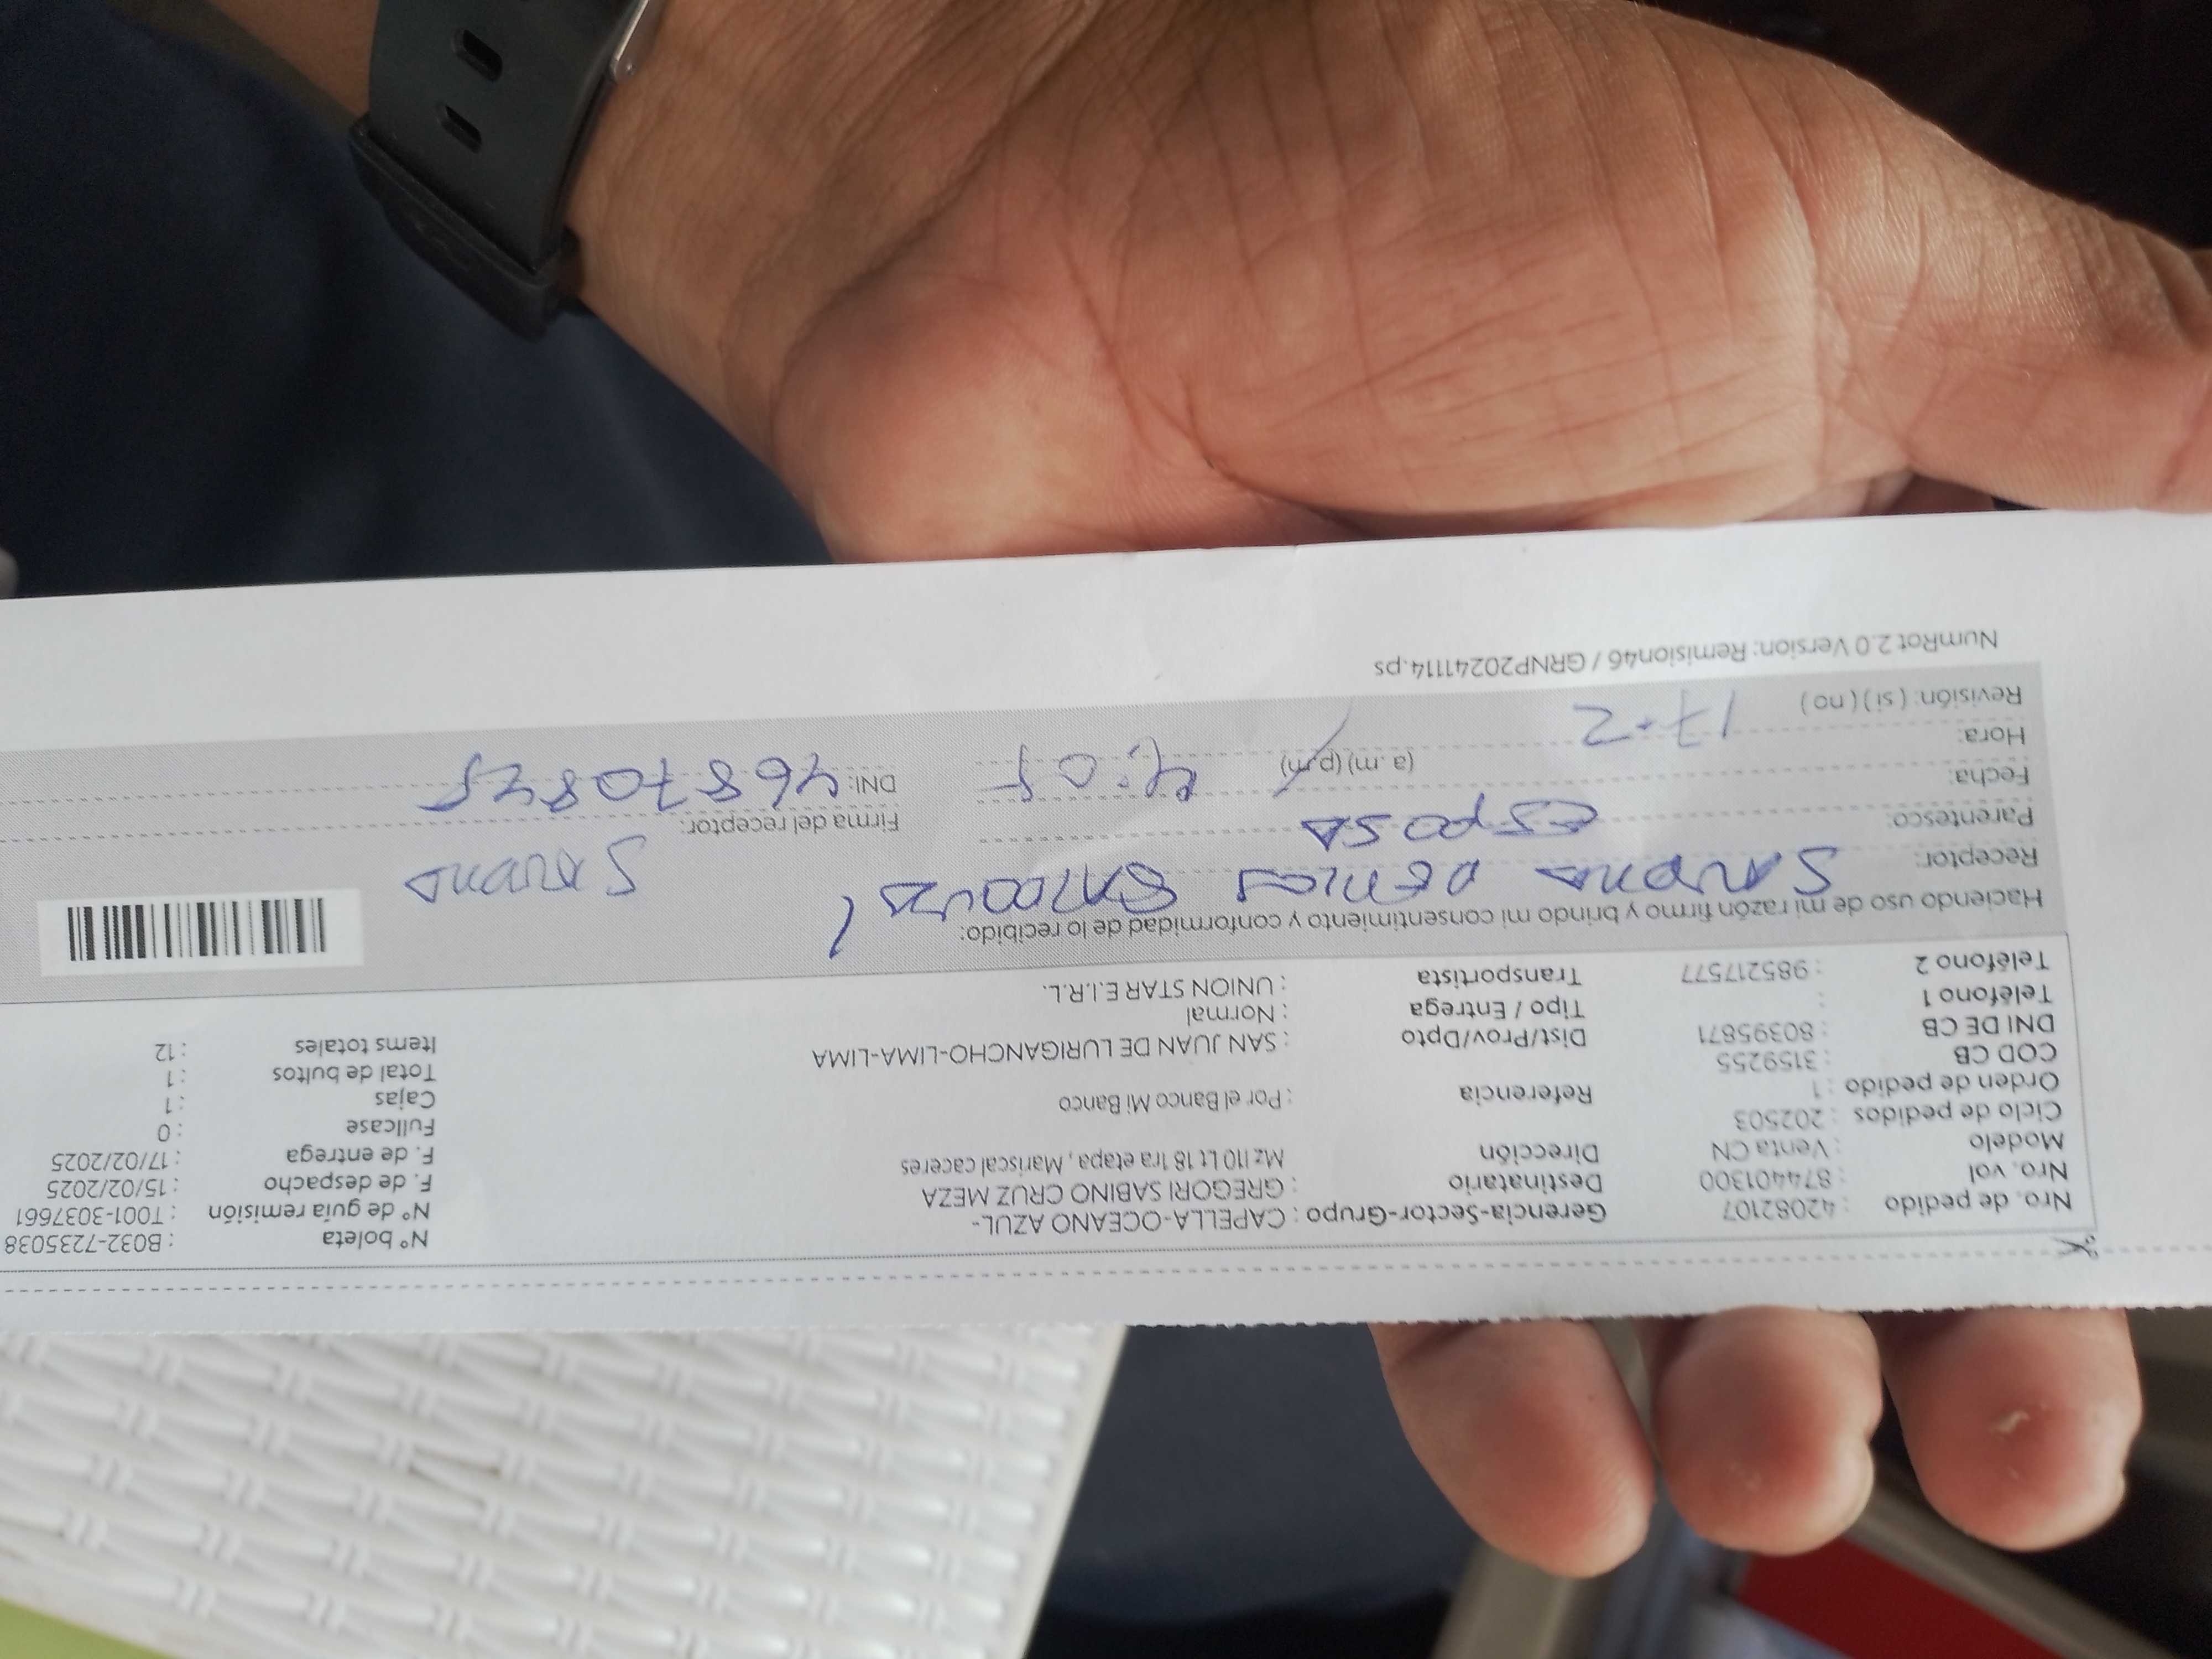 Nro. de pedido : 42082107
Nro. vol : 874401300
Modelo : Venta CN
Ciclo de pedidos : 202503
Orden de pedido : 1
COD CB : 3159255
DNI DE CB : 80395871
Teléfono 1 :
Teléfono 2 : 985217577
Gerencia-Sector-Grupo : CAPELLA-OCEANO AZUL-
Destinatario : GREGORI SABINO CRUZ MEZA
Dirección Mz I10 Lt 18 1ra etapa, Mariscal caceres
Referencia : Por el Banco Mi Banco
Dist/Prov/Dpto : SAN JUAN DE LURIGANCHO-LIMA-LIMA
Tipo / Entrega : Normal
Transportista : UNION STAR E.I.R.L.
N° boleta : B032-7235038
N° de guía remisión : T001-3037661
F. de despacho : 15/02/2025
F. de entrega : 17/02/2025
Fullcase : 0
Cajas : 1
Total de bultos : 1
Items totales : 12
Haciendo uso de mi razón firmo y brindo mi consentimiento y conformidad de lo recibido:
Receptor: SANDRA
Parentesco: ESPOSA
Fecha:
Hora: (a.m) (p.m)
Revisión: ( si ) ( no ) 17-2
Firma del receptor: SANDRA
DNI:
NumRot 2.0 Version: Remision46 / GRNP20241114.ps